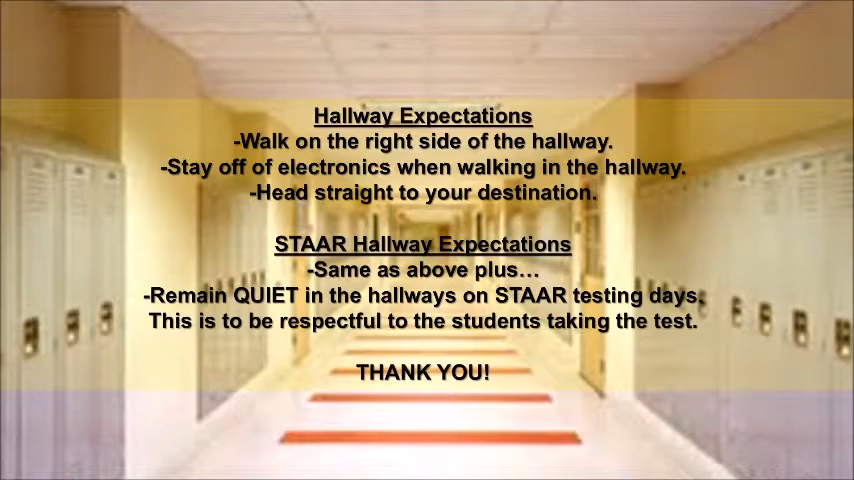 Hallway Expectations
-Walk on the right side of the hallway.
-Stay off of electronics when walking in the hallway.
-Head straight to your destination.
STAAR Hallway Expectations
-Same as above plus…
-Remain QUIET in the hallways on STAAR testing days.
This is to be respectful to the students taking the test.
THANK YOU!